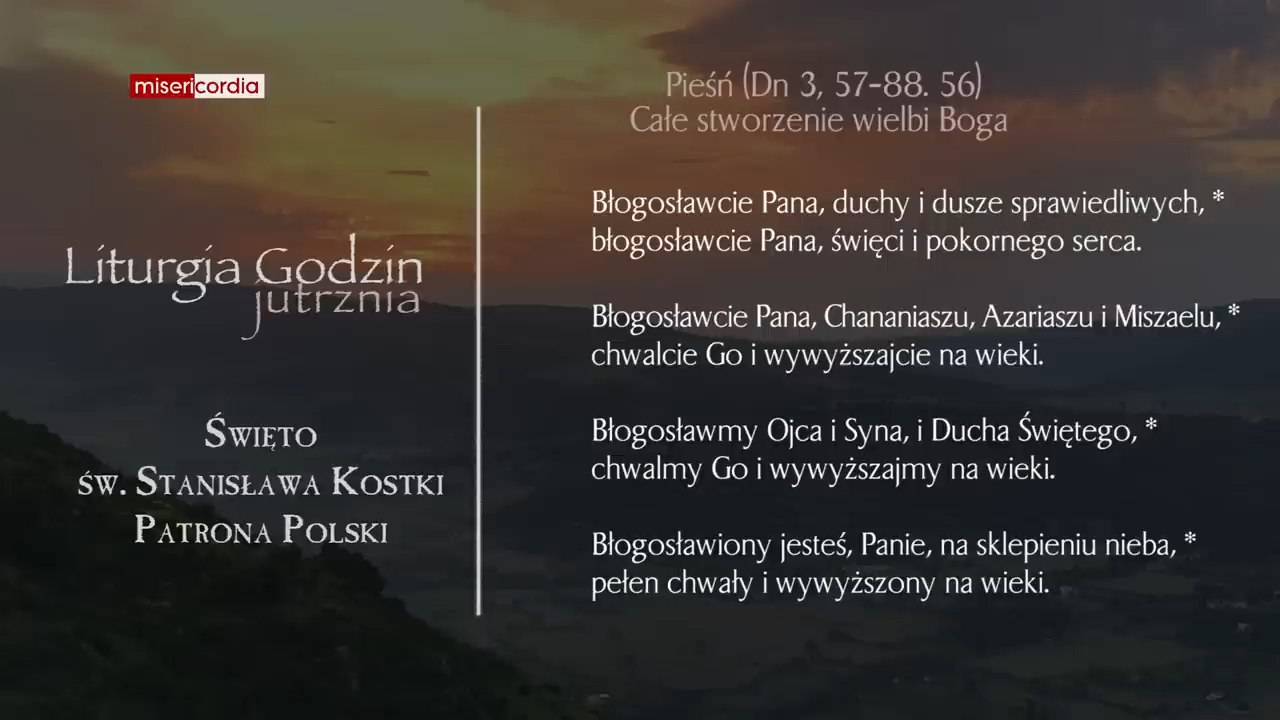 misericordia
Liturgia Godzin
jutrznia
Święto
św. Stanisława Kostki
Patrona Polski
Pieśń (Dn 3, 57-88. 56)
Całe stworzenie wielbi Boga
Błogosławcie Pana, duchy i dusze sprawiedliwych, *
błogosławcie Pana, święci i pokornego serca.
Błogosławcie Pana, Chananiaszu, Azariaszu i Miszaelu, *
chwalcie Go i wywyższajcie na wieki.
Błogosławmy Ojca i Syna, i Ducha Świętego, *
chwalmy Go i wywyższajmy na wieki.
Błogosławiony jesteś, Panie, na sklepieniu nieba, *
pełen chwały i wywyższony na wieki.